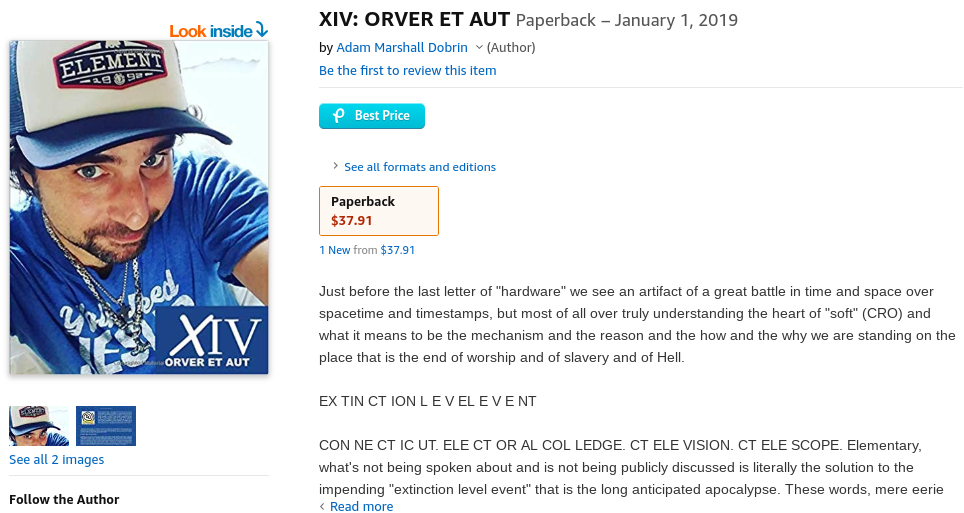 XIV: ORVER ET AUT Paperback – January 1, 2019
by Adam Marshall Dobrin (Author)
Be the first to review this item
Look inside
ELEMENT
1992
XIV
ORVER ET AUT
Best Price
See all formats and editions
Paperback
$37.91
1 New from $37.91
Just before the last letter of "hardware" we see an artifact of a great battle in time and space over
spacetime and timestamps, but most of all over truly understanding the heart of "soft" (CRO) and
what it means to be the mechanism and the reason and the how and the why we are standing on the
place that is the end of worship and of slavery and of Hell.
EX TIN CT ION L E V EL E V E NT
CON NE CT IC UT. ELE CT OR AL COL LEDGE. CT ELE VISION. CT ELE SCOPE. Elementary,
what's not being spoken about and is not being publicly discussed is literally the solution to the
impending "extinction level event" that is the long anticipated apocalypse. These words, mere eerie
Read more
See all 2 images
Follow the Author